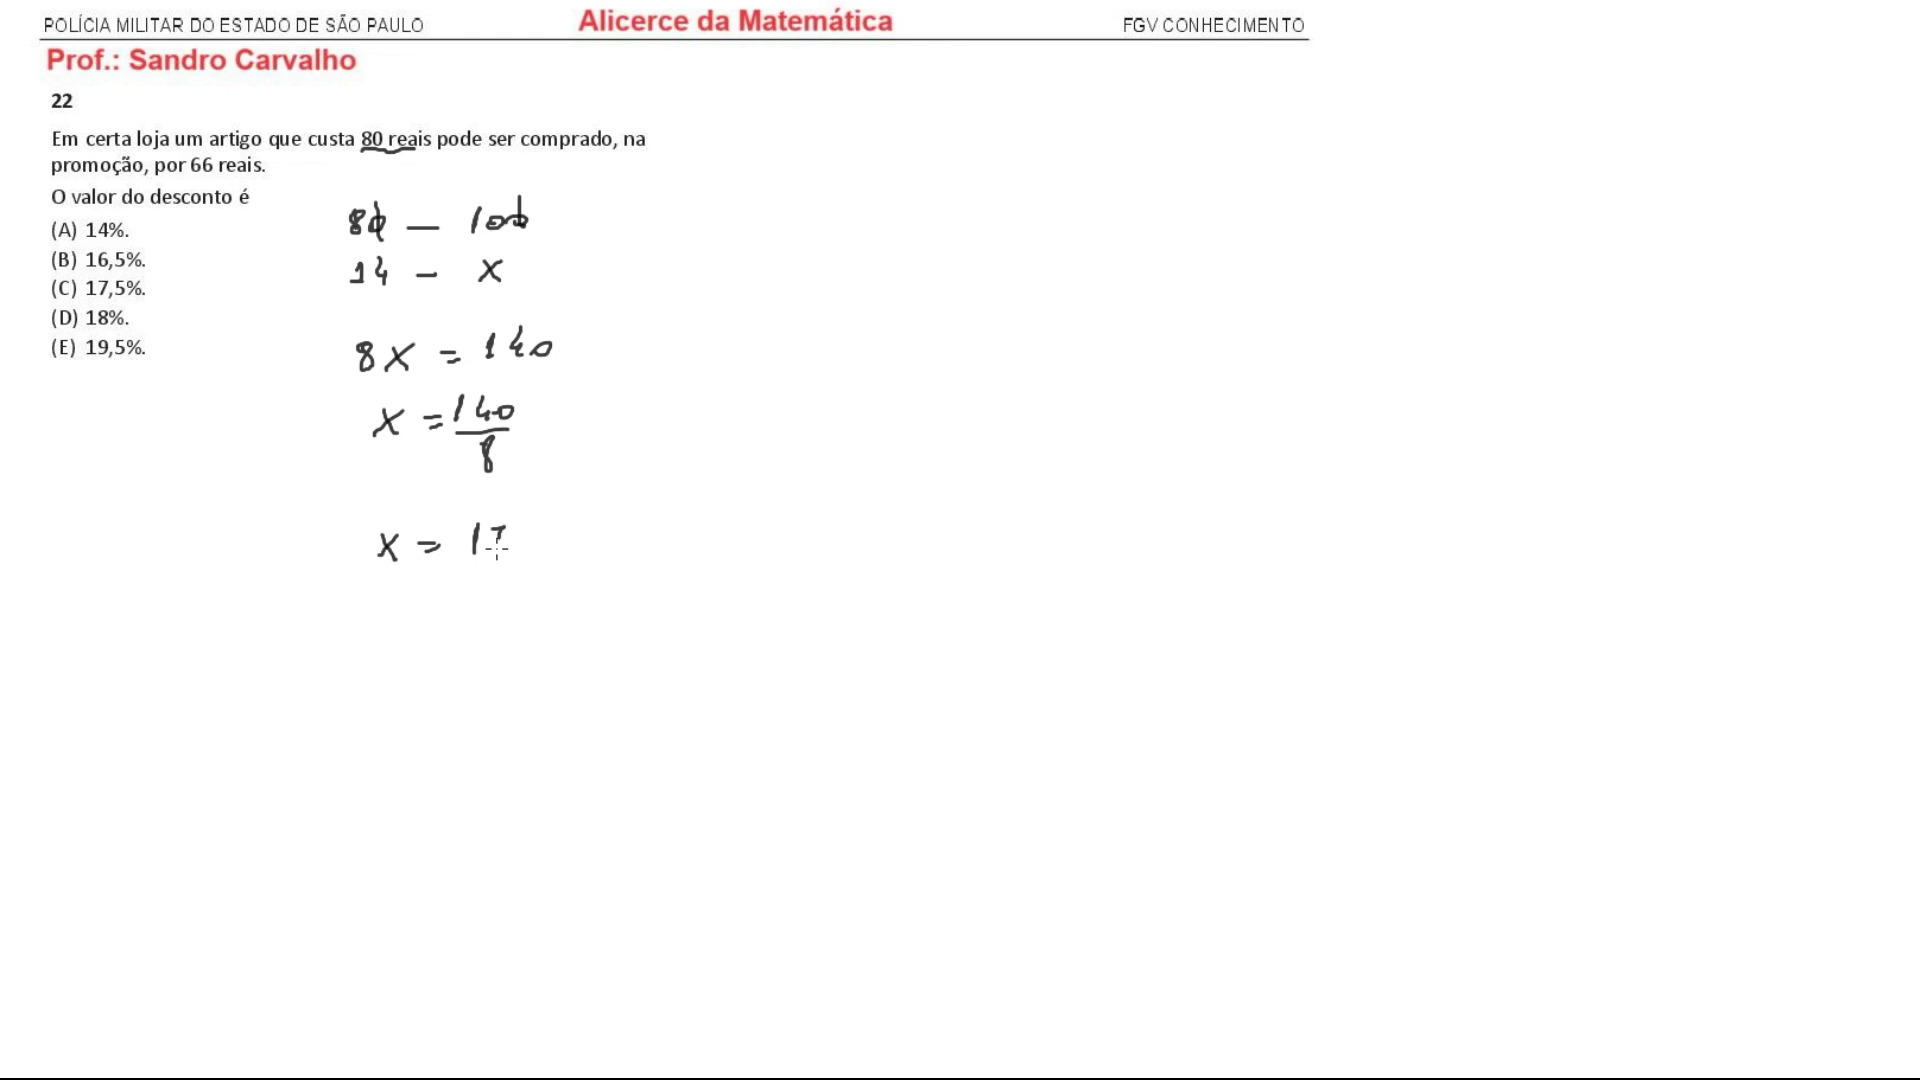 POLÍCIA MILITAR DO ESTADO DE SÃO PAULO Alicerce da Matemática FGV CONHECIMENTO
Prof.: Sandro Carvalho
22
Em certa loja um artigo que custa 80 reais pode ser comprado, na
promoção, por 66 reais.
O valor do desconto é
(A) 14%.
(B) 16,5%.
(C) 17,5%.
(D) 18%.
(E) 19,5%.
80 — 100
14 - x
8x = 140
x = 140/8
x = 17